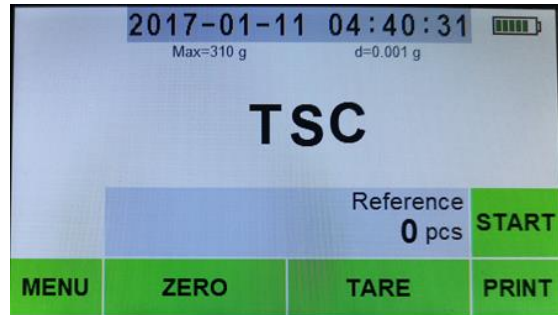 2017-01-11 04:40:31
Max=310 g d=0.001 g
TSC
Reference
0 pcs
START
MENU ZERO TARE PRINT